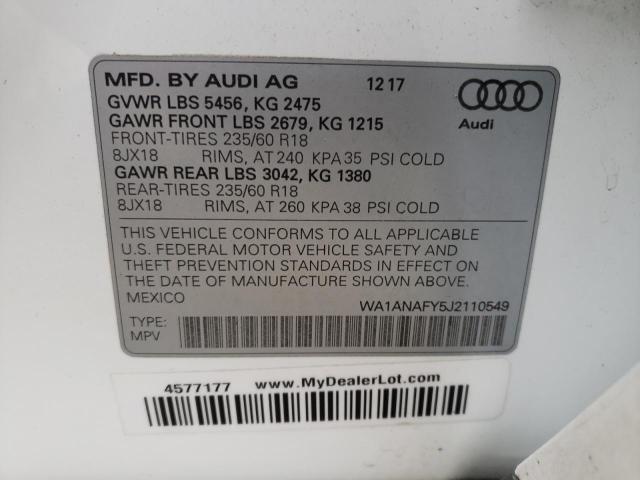 MFD. BY AUDI AG 12 17
GVWR LBS 5456, KG 2475
GAWR FRONT LBS 2679, KG 1215
FRONT-TIRES 235/60 R18
8JX18 RIMS, AT 240 KPA 35 PSI COLD
GAWR REAR LBS 3042, KG 1380
REAR-TIRES 235/60 R18
8JX18 RIMS, AT 260 KPA 38 PSI COLD
Audi
THIS VEHICLE CONFORMS TO ALL APPLICABLE
U.S. FEDERAL MOTOR VEHICLE SAFETY AND
THEFT PREVENTION STANDARDS IN EFFECT ON
THE DATE OF MANUFACTURE SHOWN ABOVE.
MEXICO WA1ANAFY5J2110549
TYPE:
MPV
4577177 www.MyDealerLot.com